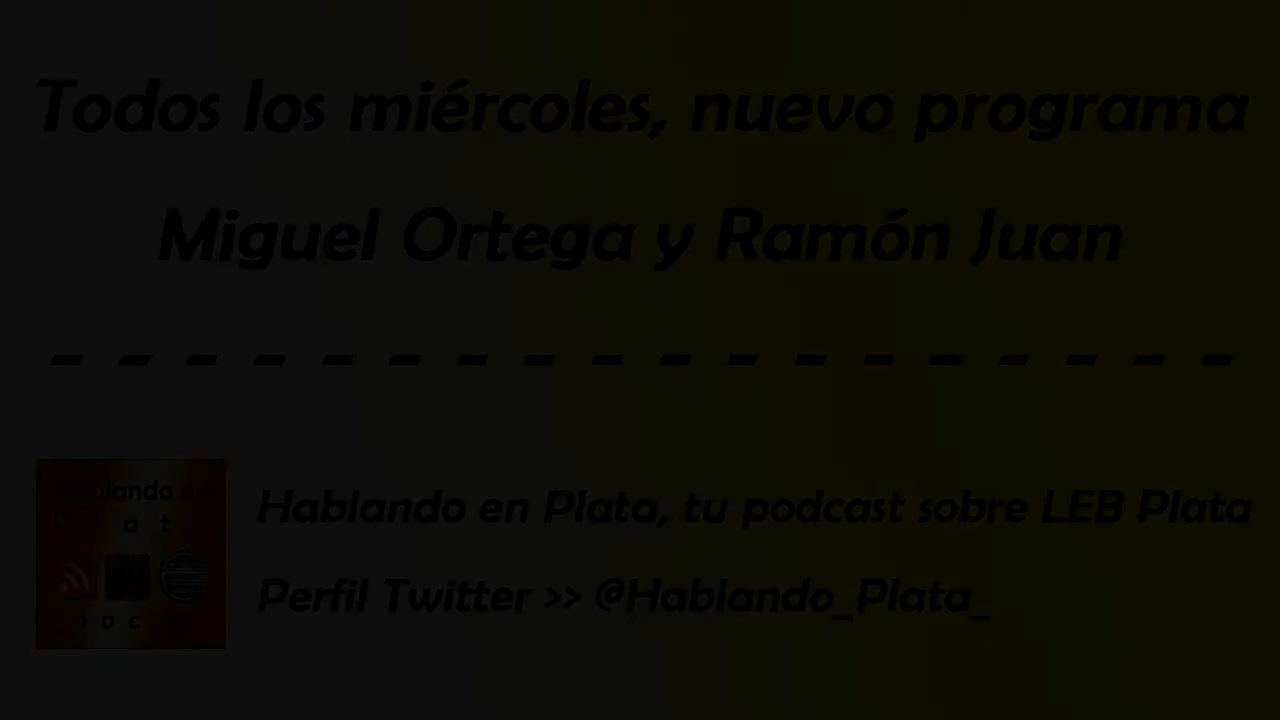 Todos los miércoles, nuevo programa
Miguel Ortega y Ramón Juan
- - - - - - - - - - - - - - - - - -
Hablando en Plata, tu podcast sobre LEB Plata
Perfil Twitter >> @Hablando_Plata_